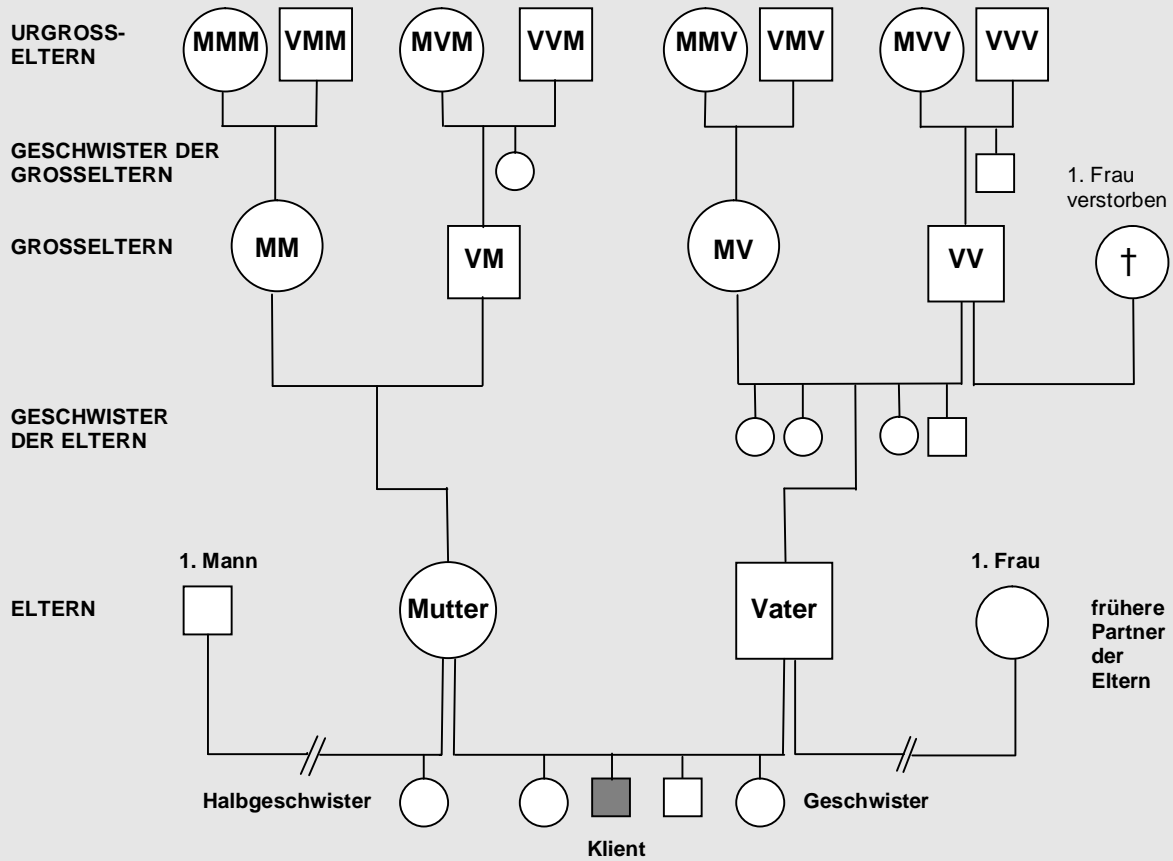 URGROSS-
ELTERN
MMM VMM MVM VVM MMV VMV MVV VVV
GESCHWISTER DER
GROSSELTERN
1. Frau
verstorben
GROSSELTERN
MM VM MV VV †
GESCHWISTER
DER ELTERN
1. Mann
1. Frau
ELTERN
Mutter
Vater
frühere
Partner
der
Eltern
Halbgeschwister
Geschwister
Klient